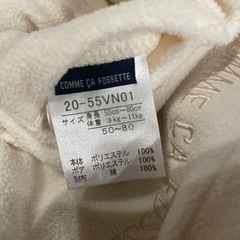 COMME ÇA FOSSETTE
20-55VN01
サイズ 身長 50cm~80cm
体重 3kg~11kg
50-80
本体 ポリエステル 100%
ボア ポリエステル 100%
別布 綿 100%
MME
ÇA